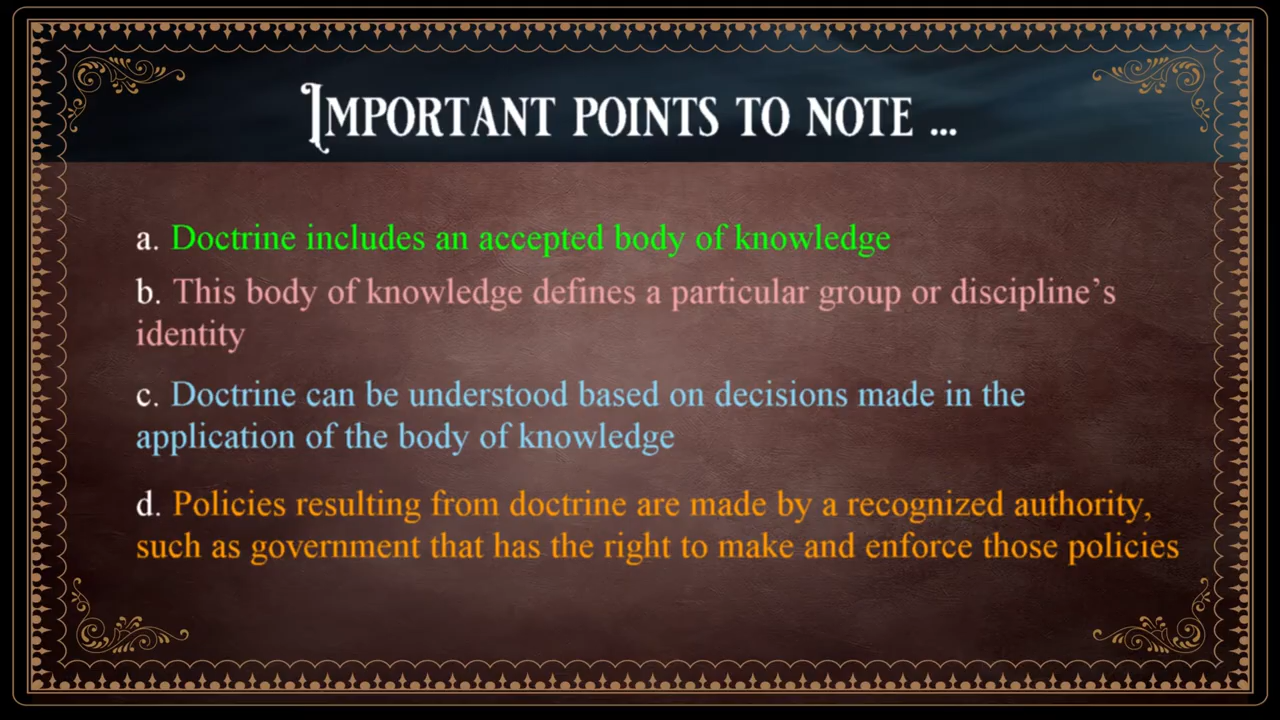 Important points to note ...
a. Doctrine includes an accepted body of knowledge
b. This body of knowledge defines a particular group or discipline’s
identity
c. Doctrine can be understood based on decisions made in the
application of the body of knowledge
d. Policies resulting from doctrine are made by a recognized authority,
such as government that has the right to make and enforce those policies